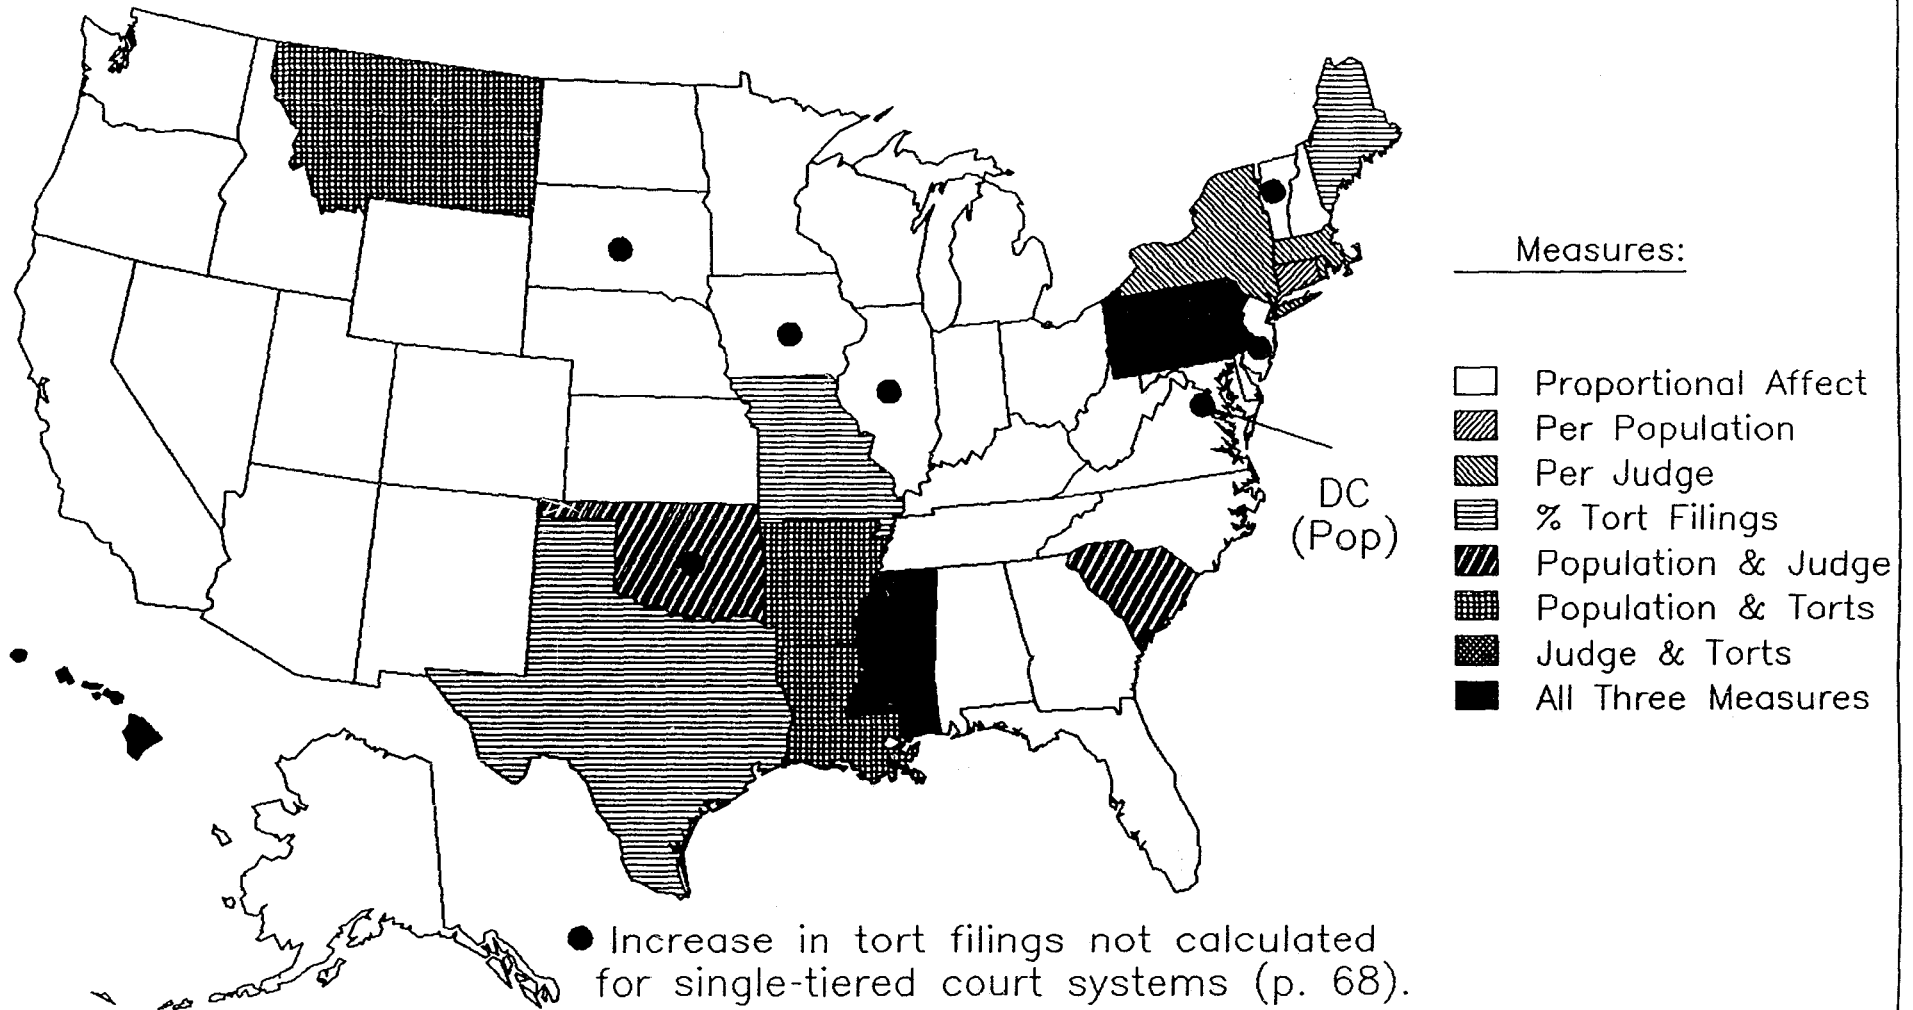 Measures:
Proportional Affect
Per Population
Per Judge
% Tort Filings
Population & Judge
Population & Torts
Judge & Torts
All Three Measures
DC
(Pop)
Increase in tort filings not calculated
for single-tiered court systems (p. 68).